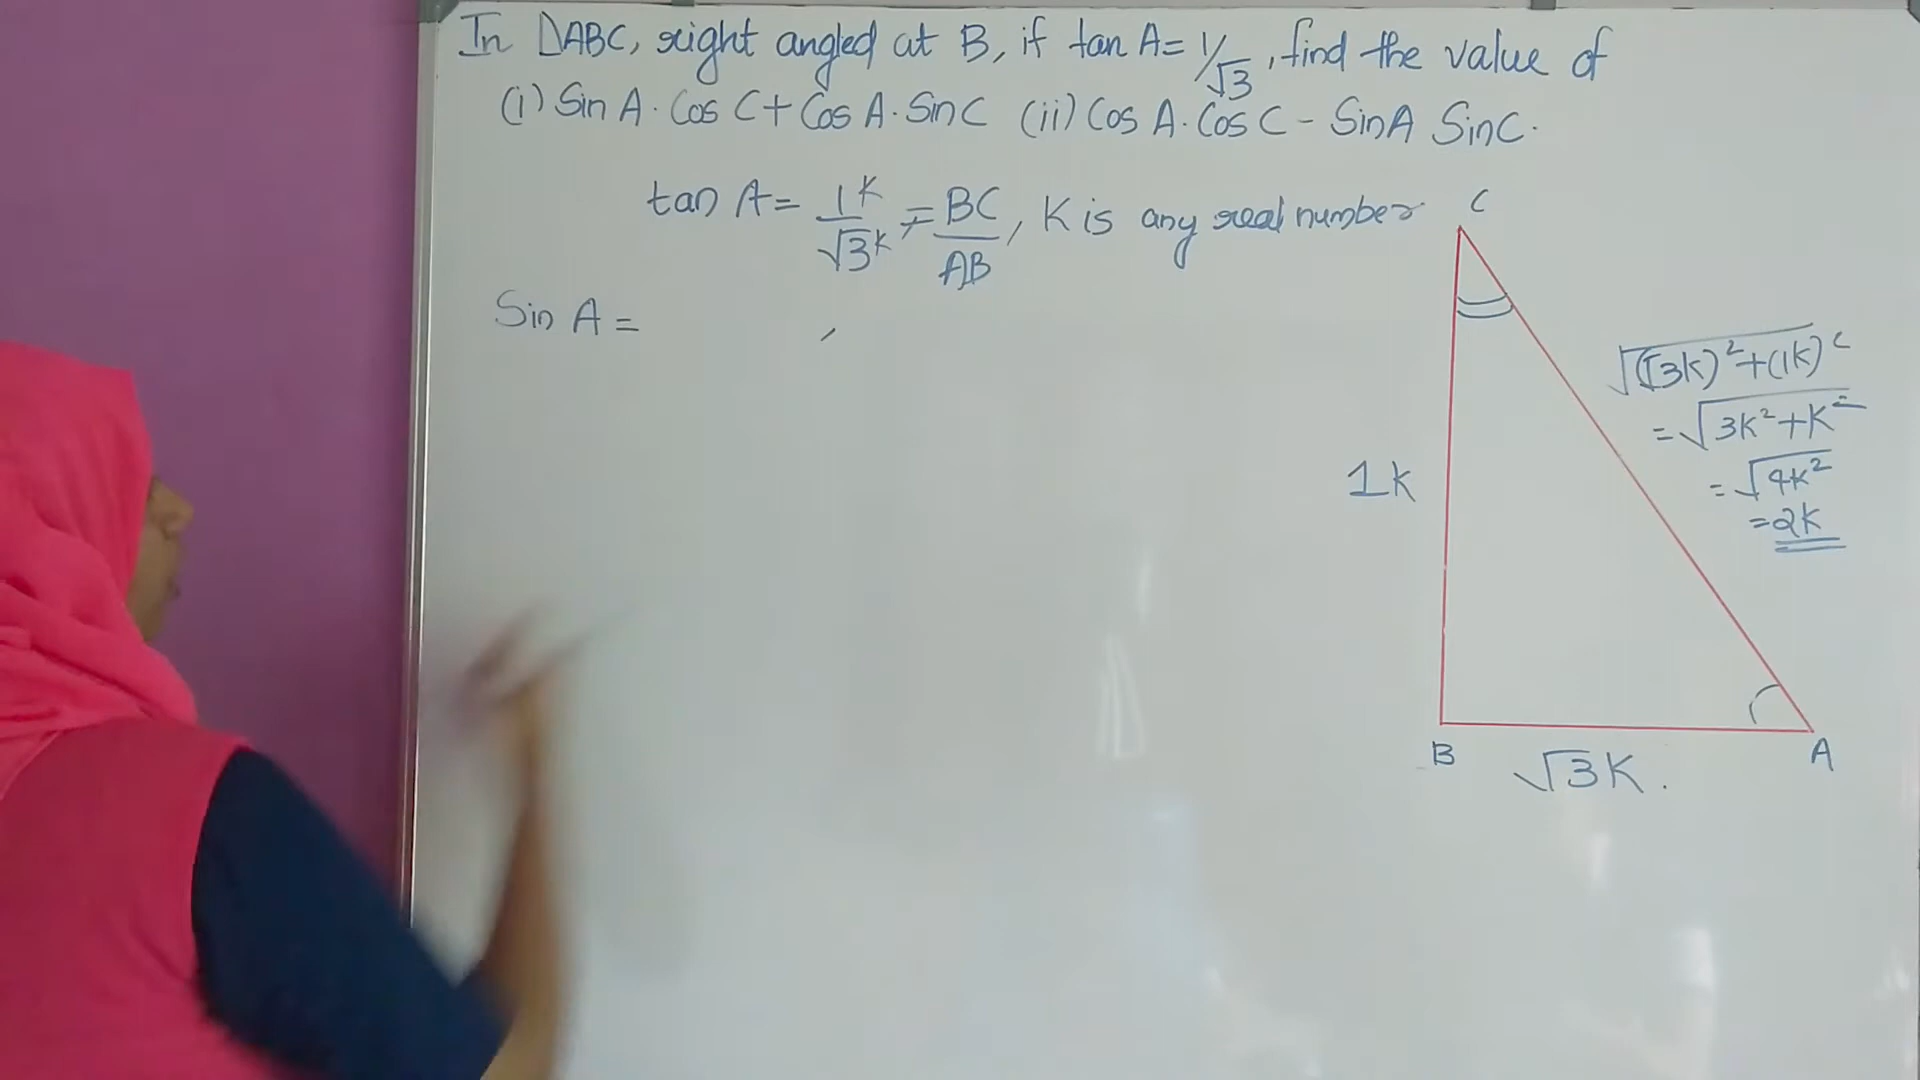 In △ABC, right angled at B, if tan A = 1/√3, find the value of
(i) Sin A. Cos C + Cos A. Sin C (ii) Cos A. Cos C - Sin A Sin C.
tan A = 1K/√3K = BC/AB, K is any real number
Sin A =
C
√((√3K)² + (1K)²
= √3K² + K²
= √4K²
= 2K
1K
B
A
√3K.